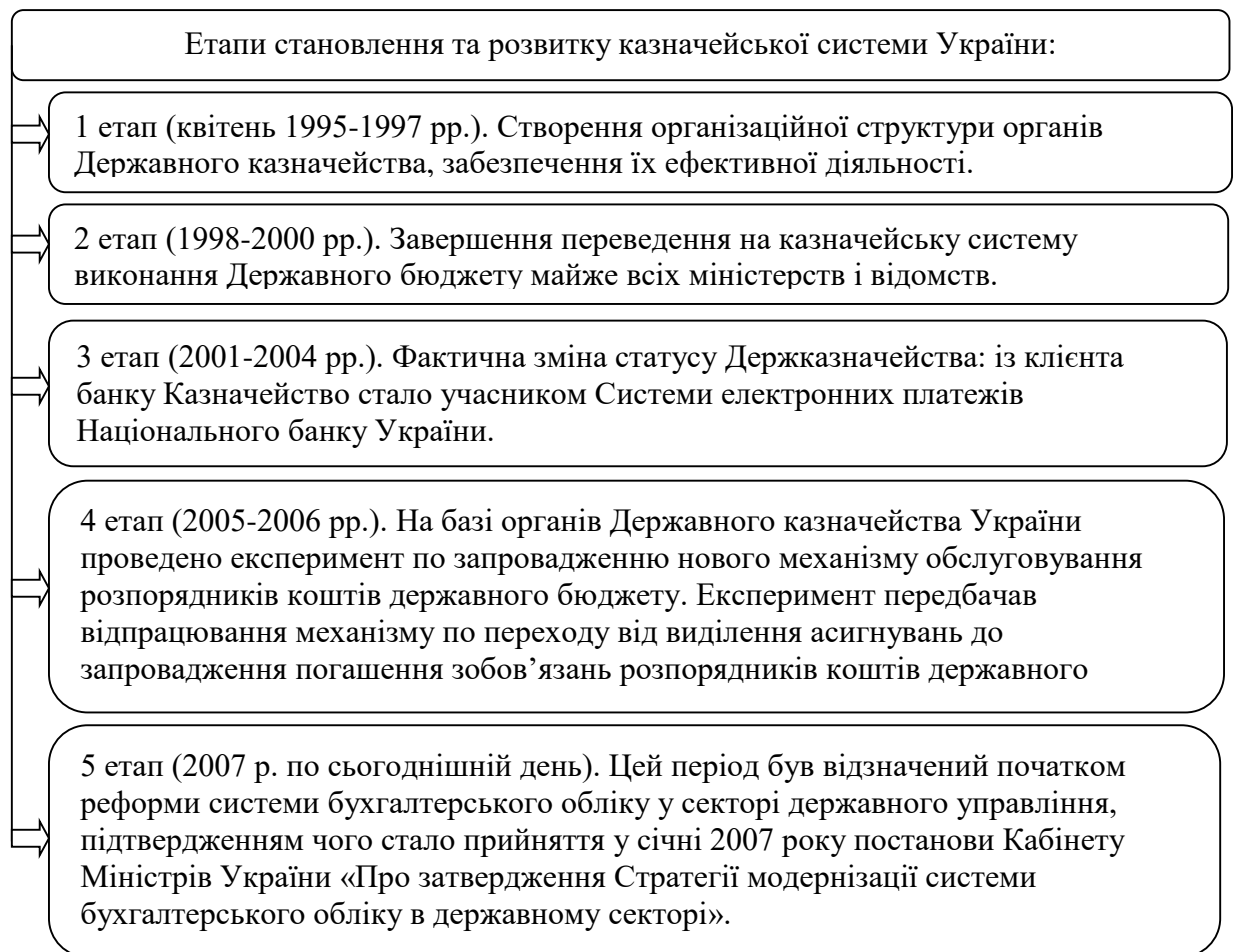 Етапи становлення та розвитку казначейської системи України:
1 етап (квітень 1995-1997 рр.). Створення організаційної структури органів
Державного казначейства, забезпечення їх ефективної діяльності.
2 етап (1998-2000 рр.). Завершення переведення на казначейську систему
виконання Державного бюджету майже всіх міністерств і відомств.
3 етап (2001-2004 рр.). Фактична зміна статусу Держказначейства: із клієнта
банку Казначейство стало учасником Системи електронних платежів
Національного банку України.
4 етап (2005-2006 рр.). На базі органів Державного казначейства України
проведено експеримент по запровадженню нового механізму обслуговування
розпорядників коштів державного бюджету. Експеримент передбачав
відпрацювання механізму по переходу від виділення асигнувань до
запровадження погашення зобов’язань розпорядників коштів державного
5 етап (2007 р. по сьогоднішній день). Цей період був відзначений початком
реформи системи бухгалтерського обліку у секторі державного управління,
підтвердженням чого стало прийняття у січні 2007 року постанови Кабінету
Міністрів України «Про затвердження Стратегії модернізації системи
бухгалтерського обліку в державному секторі».